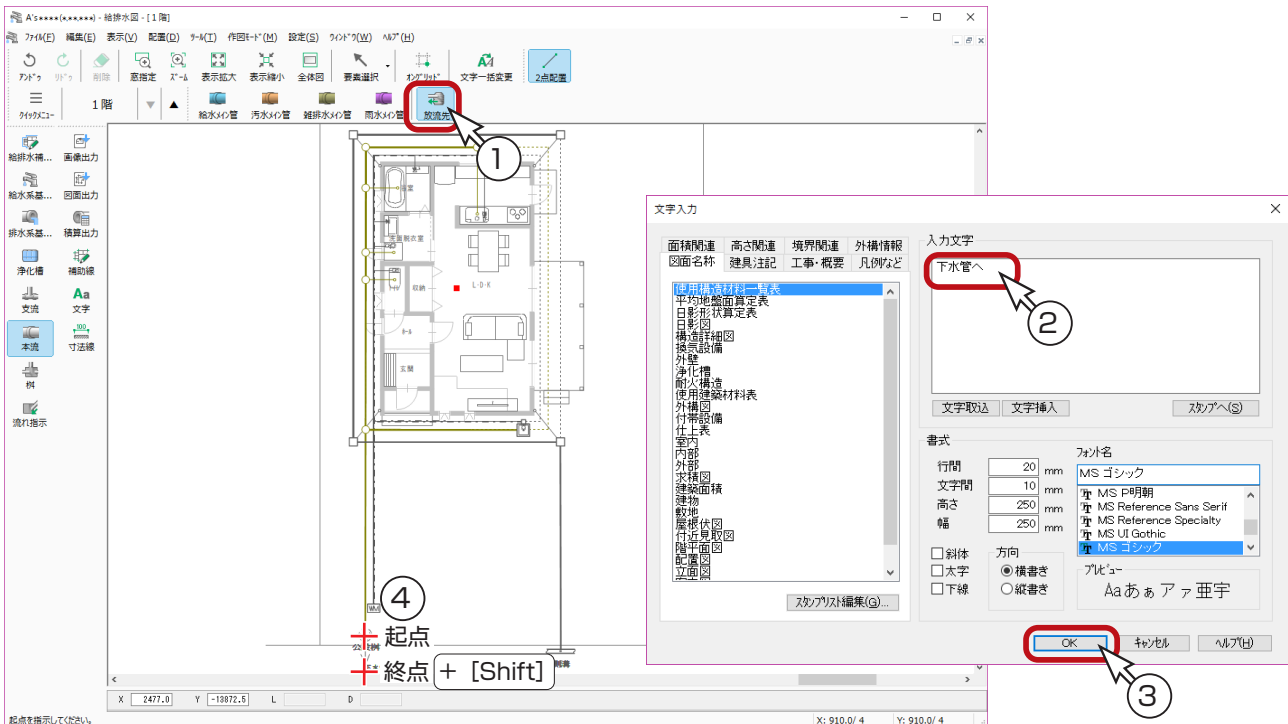 A's****(*,**,***) - 給排水図 - [1 階]
ファイル(F) 編集(E) 表示(V) 配置(D) ツール(T) 作図モード(M) 設定(S) ウィンドウ(W) ヘルプ(H)
アンドゥ リドゥ 削除 窓指定 ズーム 表示拡大 表示縮小 全体図 要素選択 オングリッド 文字一括変更 2点配置
クイックメニュー 1 階 給水メイン管 汚水メイン管 雑排水メイン管 雨水メイン管 放流先
①
給排水補... 画像出力
給水系基... 図面出力
排水系基... 積算出力
浄化槽 補助線
支流 文字
本流 寸法線
桝
流れ指示
浴室
洗面脱衣室
トイレ 収納 L・D・K
ホール
玄関
WM
④
起点
終点 + [Shift]
X 2477.0 Y -13872.5 L D
起点を指示してください。 X: 910.0/ 4 Y: 910.0/ 4
文字入力
面積関連 高さ関連 境界関連 外構情報
図面名称 建具注記 工事・概要 凡例など
使用構造材料一覧表
平均地盤面算定表
日影形状算定表
日影図
構造詳細図
換気設備
外壁
浄化槽
耐火構造
使用建築材料表
外構図
付帯設備
仕上表
室内
内部
外部
求積図
建築面積
建物
敷地
屋根伏図
付近見取図
階平面図
配置図
立面図
スタンプリスト編集(G)...
入力文字
下水管へ
②
文字取込 文字挿入 スタンプへ(S)
書式
行間 20 mm
文字間 10 mm
高さ 250 mm
幅 250 mm
フォント名
MS ゴシック
MS P明朝
MS Reference Sans Serif
MS Reference Specialty
MS UI Gothic
MS ゴシック
斜体
太字
下線
方向
横書き
縦書き
プレビュー
Aaあぁアァ亜宇
OK キャンセル ヘルプ(H)
③